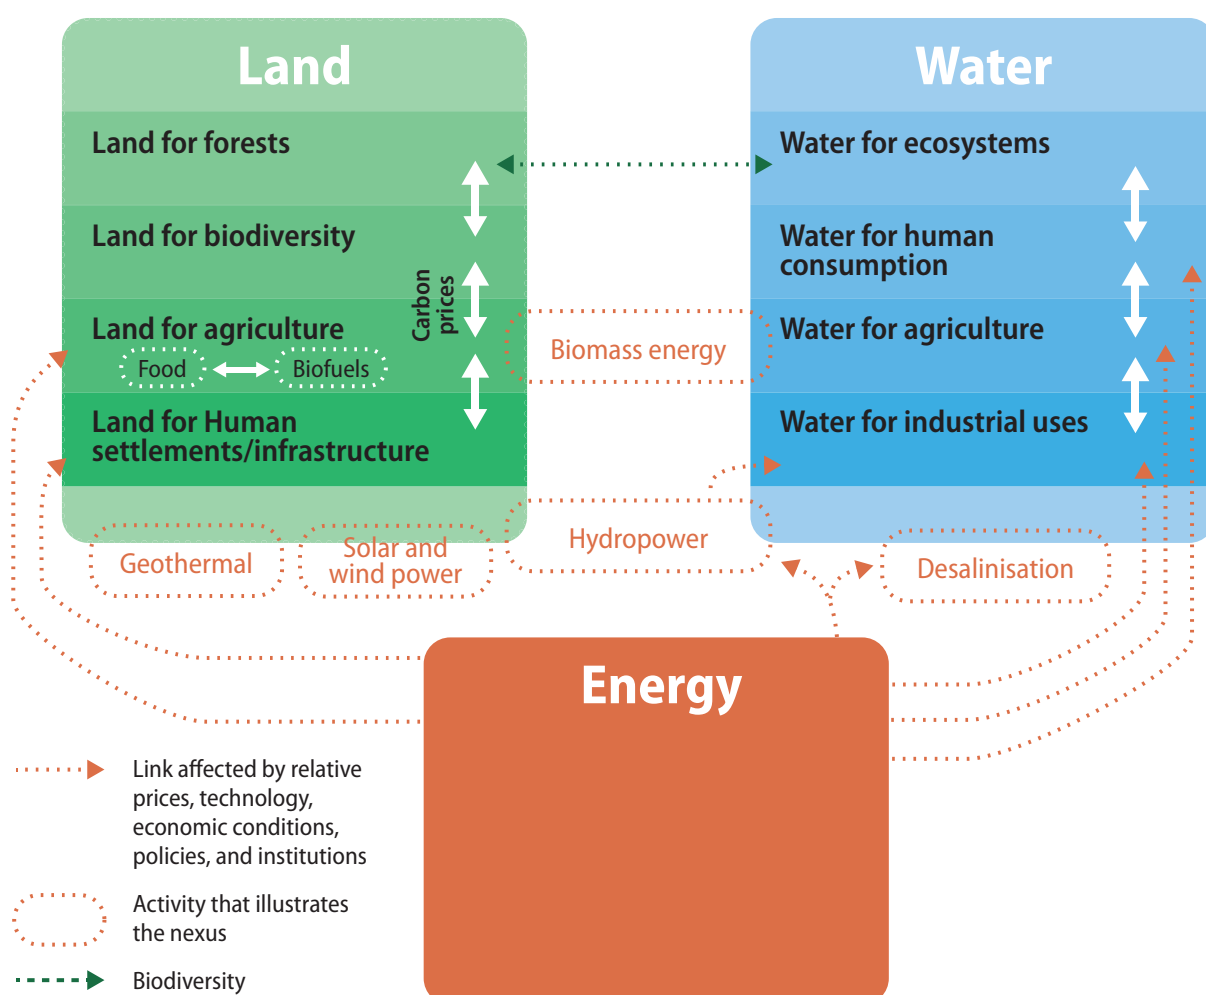 Land
Land for forests
Land for biodiversity
Carbon
prices
Land for agriculture
Food
Biofuels
Land for Human
settlements/infrastructure
Water
Water for ecosystems
Water for human
consumption
Water for agriculture
Water for industrial uses
Biomass energy
Geothermal
Solar and
wind power
Hydropower
Desalinisation
Energy
Link affected by relative
prices, technology,
economic conditions,
policies, and institutions
Activity that illustrates
the nexus
Biodiversity